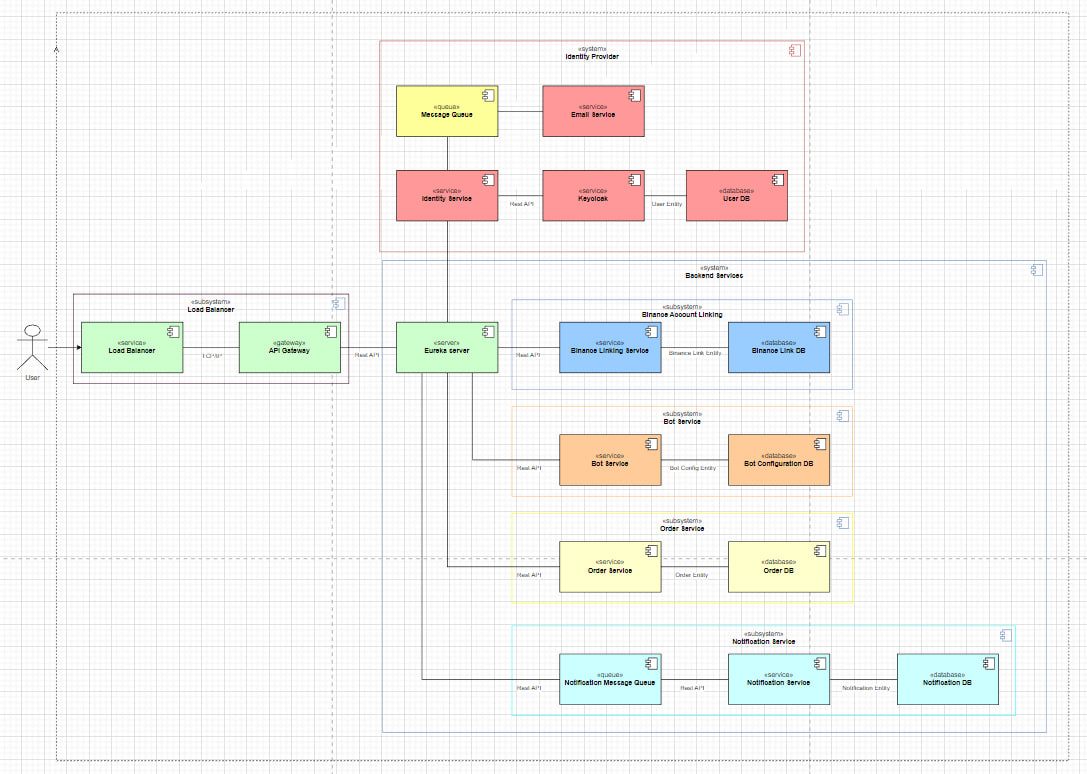 «system»
Identity Provider
«queue»
Message Queue
«service»
Email Service
«service»
Identity Service
Rest API
«service»
Keycloak
User Entity
«database»
User DB
«system»
Backend Services
«subsystem»
Load Balancer
User
«service»
Load Balancer
TCP/IP
«gateway»
API Gateway
Rest API
«server»
Eureka server
«subsystem»
Binance Account Linking
Rest API
«service»
Binance Linking Service
Binance Link Entity
«database»
Binance Link DB
«subsystem»
Bot Service
Rest API
«service»
Bot Service
Bot Config Entity
«database»
Bot Configuration DB
«subsystem»
Order Service
Rest API
«service»
Order Service
Order Entity
«database»
Order DB
«subsystem»
Notification Service
Rest API
«queue»
Notification Message Queue
Rest API
«service»
Notification Service
Notification Entity
«database»
Notification DB